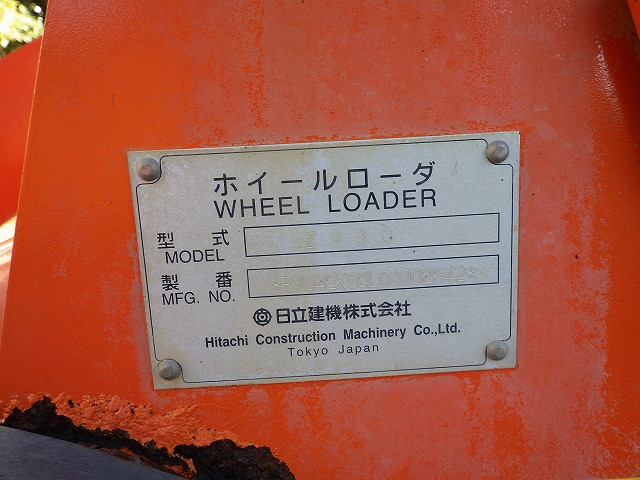 ホイールローダ
WHEEL LOADER
型式
MODEL
製番
MFG. NO.
日立建機株式会社
Hitachi Construction Machinery Co.,Ltd.
Tokyo Japan